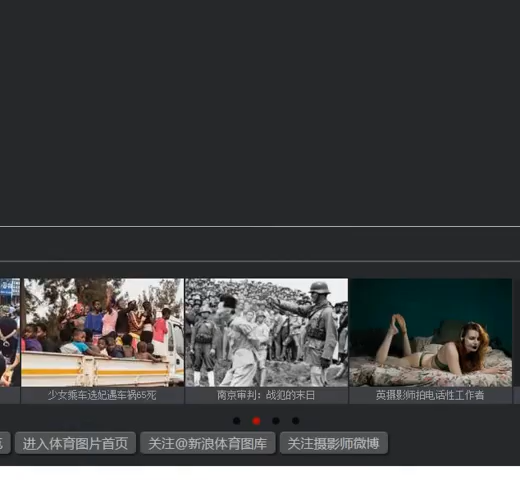 少女乘车选妃遇车祸65死
南京审判：战犯的末日
英摄影师拍电话性工作者
进入体育图片首页
关注@新浪体育图库
关注摄影师微博